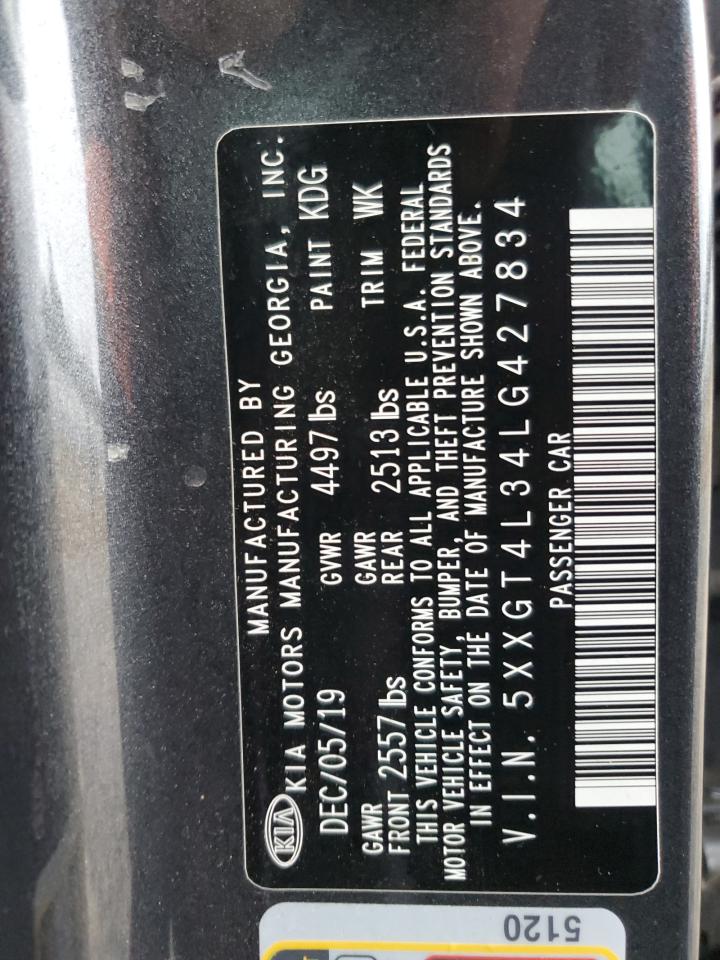 MANUFACTURED BY
KIA KIA MOTORS MANUFACTURING GEORGIA, INC.
DEC/05/19 GVWR 4497 lbs PAINT KDG
GAWR FRONT 2557 lbs GAWR REAR 2513 lbs TRIM WK
THIS VEHICLE CONFORMS TO ALL APPLICABLE U.S.A. FEDERAL
MOTOR VEHICLE SAFETY, BUMPER, AND THEFT PREVENTION STANDARDS
IN EFFECT ON THE DATE OF MANUFACTURE SHOWN ABOVE.
V.I.N. 5XXGT4L34LG427834
PASSENGER CAR
5120